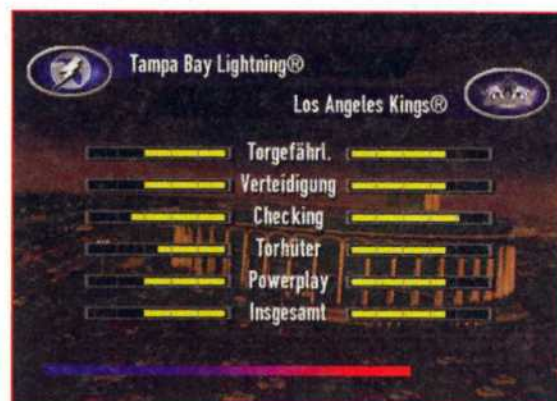 Tampa Bay Lightning®
Los Angeles Kings®
Torgefährl.
Verteidigung
Checking
Torhüter
Powerplay
Insgesamt